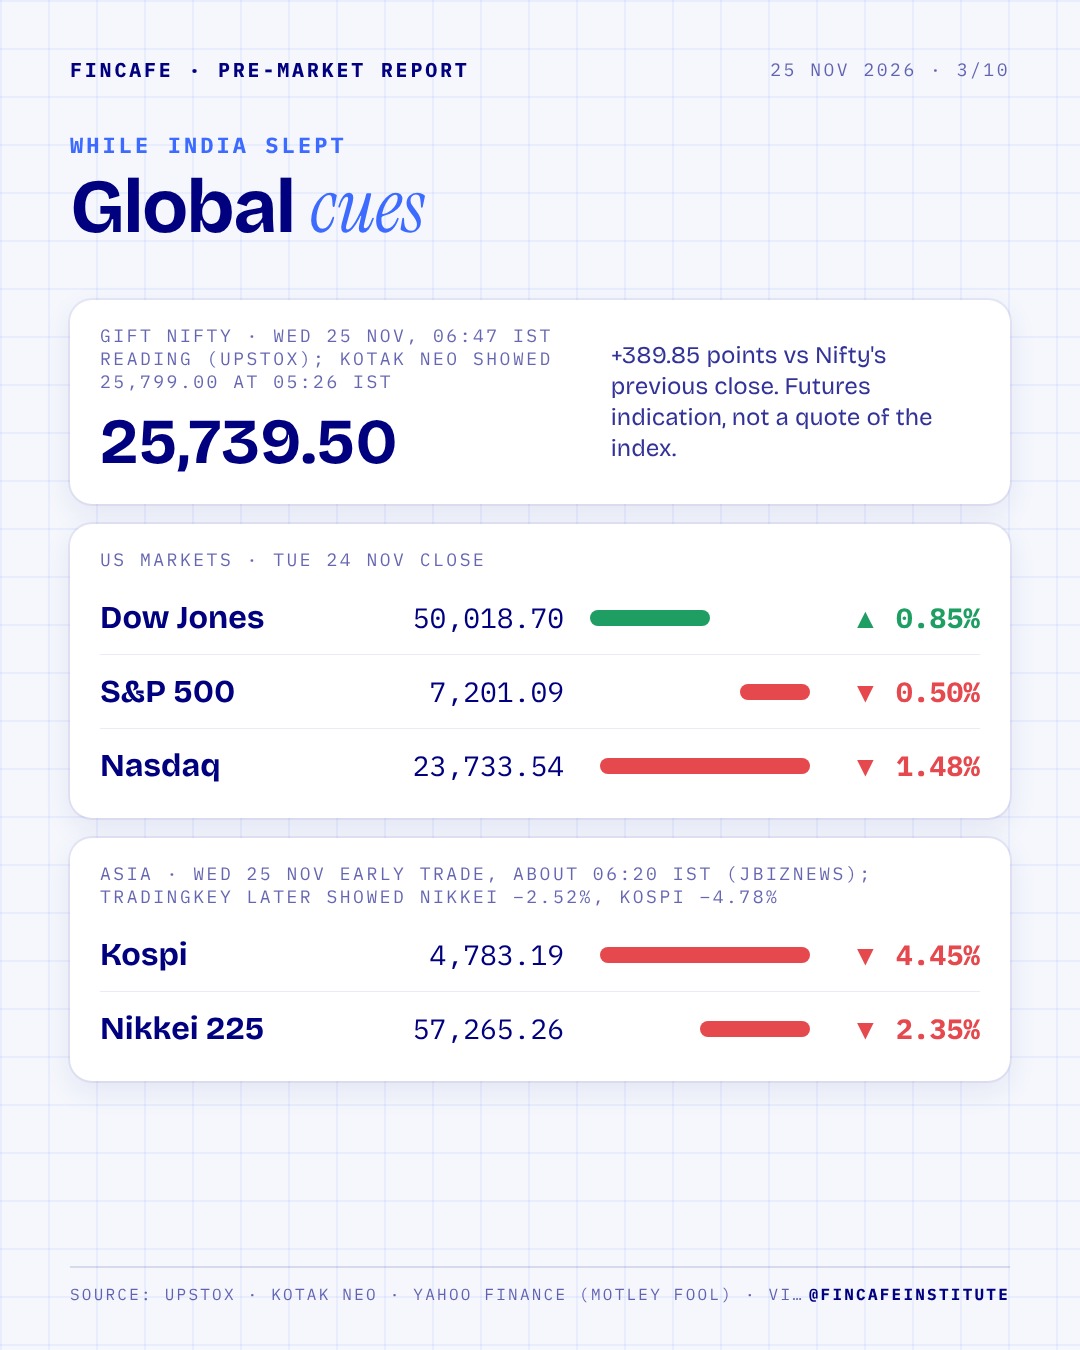 FINCAFE · PRE-MARKET REPORT
25 NOV 2026 · 3/10
WHILE INDIA SLEPT
Global cues
GIFT NIFTY · WED 25 NOV, 06:47 IST
READING (UPSTOX); KOTAK NEO SHOWED
25,799.00 AT 05:26 IST
25,739.50
+389.85 points vs Nifty's
previous close. Futures
indication, not a quote of the
index.
US MARKETS · TUE 24 NOV CLOSE
Dow Jones 50,018.70 ▲ 0.85%
S&P 500 7,201.09 ▼ 0.50%
Nasdaq 23,733.54 ▼ 1.48%
ASIA · WED 25 NOV EARLY TRADE, ABOUT 06:20 IST (JBIZNEWS);
TRADINGKEY LATER SHOWED NIKKEI −2.52%, KOSPI −4.78%
Kospi 4,783.19 ▼ 4.45%
Nikkei 225 57,265.26 ▼ 2.35%
SOURCE: UPSTOX · KOTAK NEO · YAHOO FINANCE (MOTLEY FOOL) · VI… @FINCAFEINSTITUTE